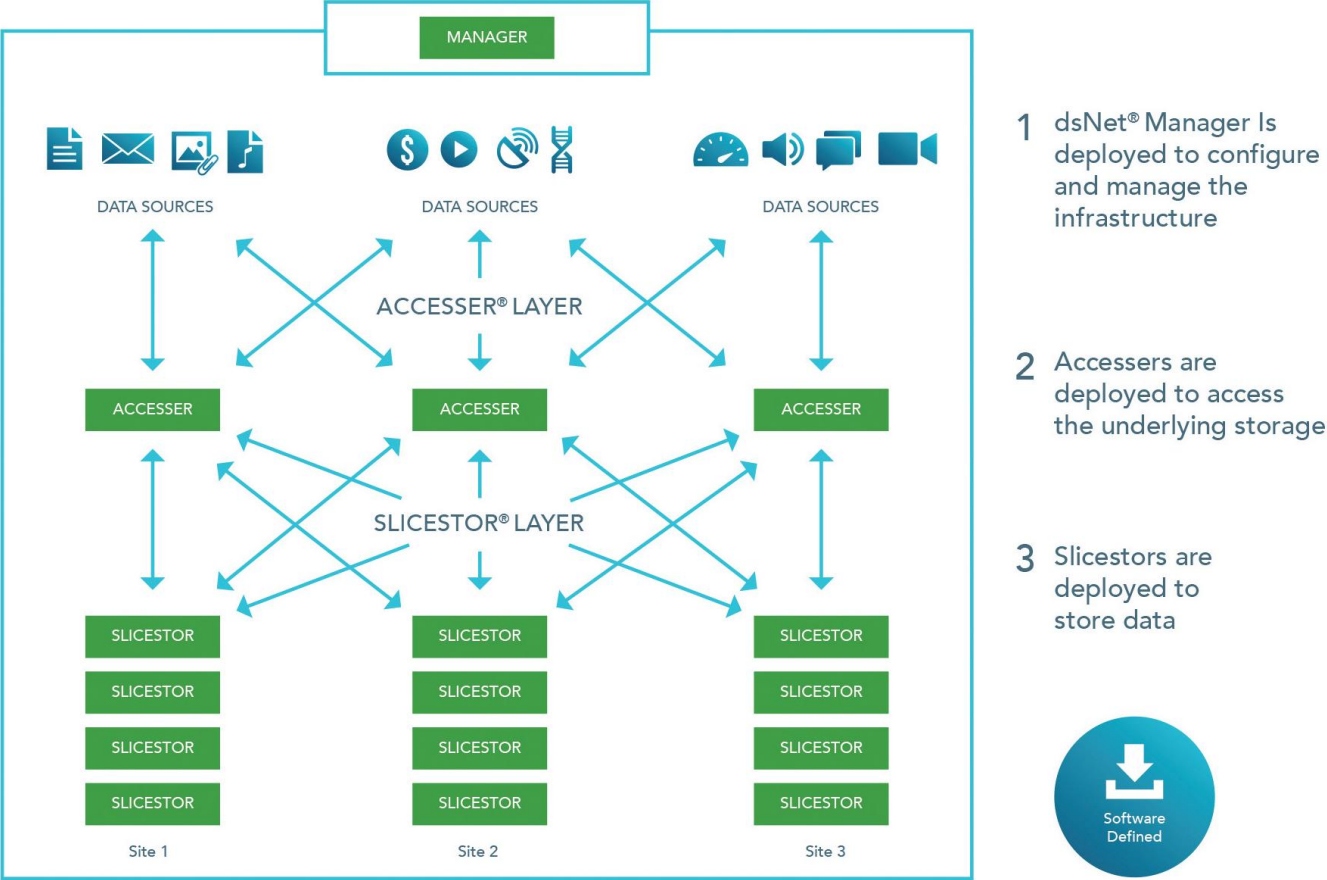 MANAGER
DATA SOURCES
DATA SOURCES
DATA SOURCES
ACCESSER® LAYER
ACCESSER
ACCESSER
ACCESSER
SLICESTOR® LAYER
SLICESTOR
SLICESTOR
SLICESTOR
SLICESTOR
SLICESTOR
SLICESTOR
SLICESTOR
SLICESTOR
SLICESTOR
SLICESTOR
SLICESTOR
SLICESTOR
Site 1
Site 2
Site 3
1 dsNet® Manager Is
deployed to configure
and manage the
infrastructure
2 Accessers are
deployed to access
the underlying storage
3 Slicestors are
deployed to
store data
Software
Defined